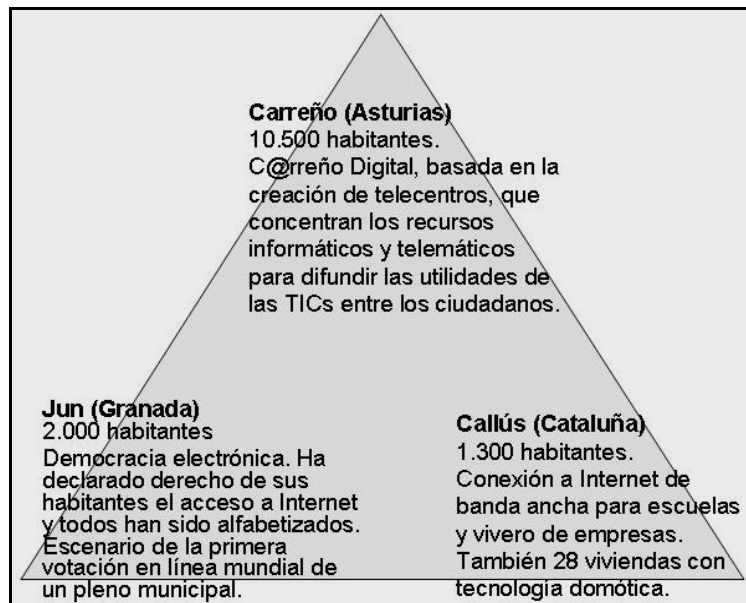 Carreño (Asturias)
10.500 habitantes.
C@rreño Digital, basada en la
creación de telecentros, que
concentran los recursos
informáticos y telemáticos
para difundir las utilidades de
las TICs entre los ciudadanos.
Jun (Granada)
2.000 habitantes
Democracia electrónica. Ha
declarado derecho de sus
habitantes el acceso a Internet
y todos han sido alfabetizados.
Escenario de la primera
votación en línea mundial de
un pleno municipal.
Callús (Cataluña)
1.300 habitantes.
Conexión a Internet de
banda ancha para escuelas
y vivero de empresas.
También 28 viviendas con
tecnología domótica.